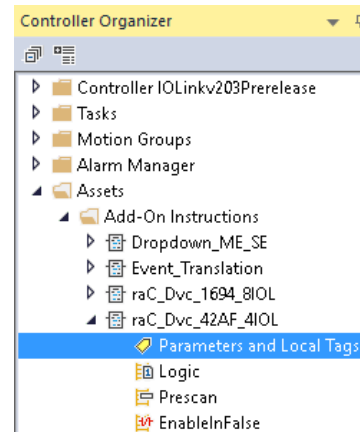 Controller Organizer
Controller IOLinkv203Prerelease
Tasks
Motion Groups
Alarm Manager
Assets
Add-On Instructions
Dropdown_ME_SE
Event_Translation
raC_Dvc_1694_8IOL
raC_Dvc_42AF_4IOL
Parameters and Local Tags
Logic
Prescan
EnableInFalse